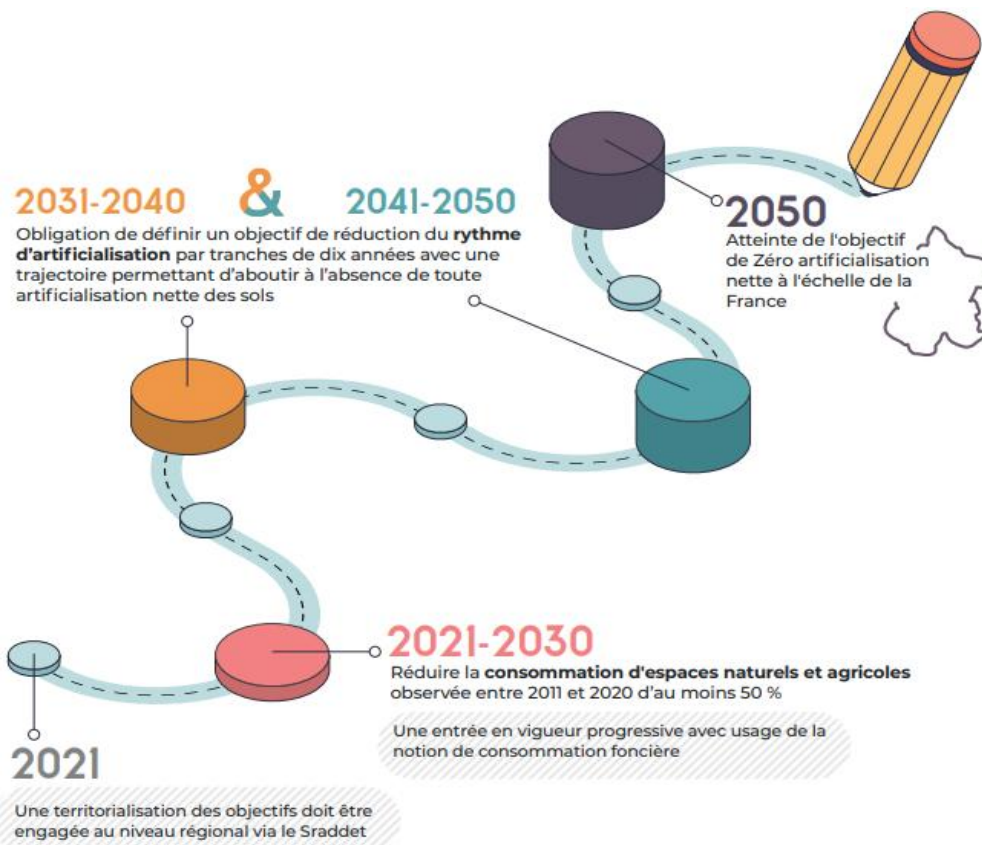 2031-2040 & 2041-2050
Obligation de définir un objectif de réduction du rythme
d'artificialisation par tranches de dix années avec une
trajectoire permettant d'aboutir à l'absence de toute
artificialisation nette des sols
2050
Atteinte de l'objectif
de Zéro artificialisation
nette à l'échelle de la
France
2021-2030
Réduire la consommation d'espaces naturels et agricoles
observée entre 2011 et 2020 d'au moins 50 %
Une entrée en vigueur progressive avec usage de la
notion de consommation foncière
2021
Une territorialisation des objectifs doit être
engagée au niveau régional via le Sraddet